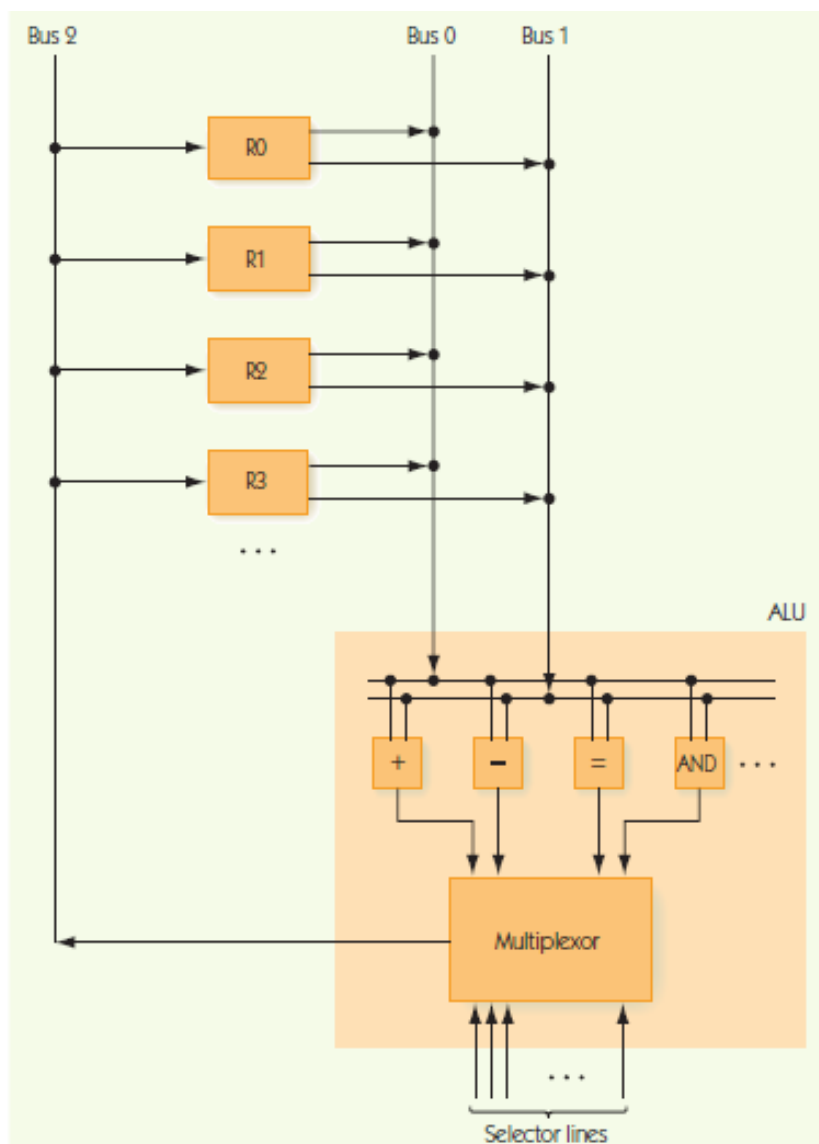 Bus 2 Bus 0 Bus 1
R0
R1
R2
R3
...
ALU
+ - = AND ...
Multiplexor
...
Selector lines